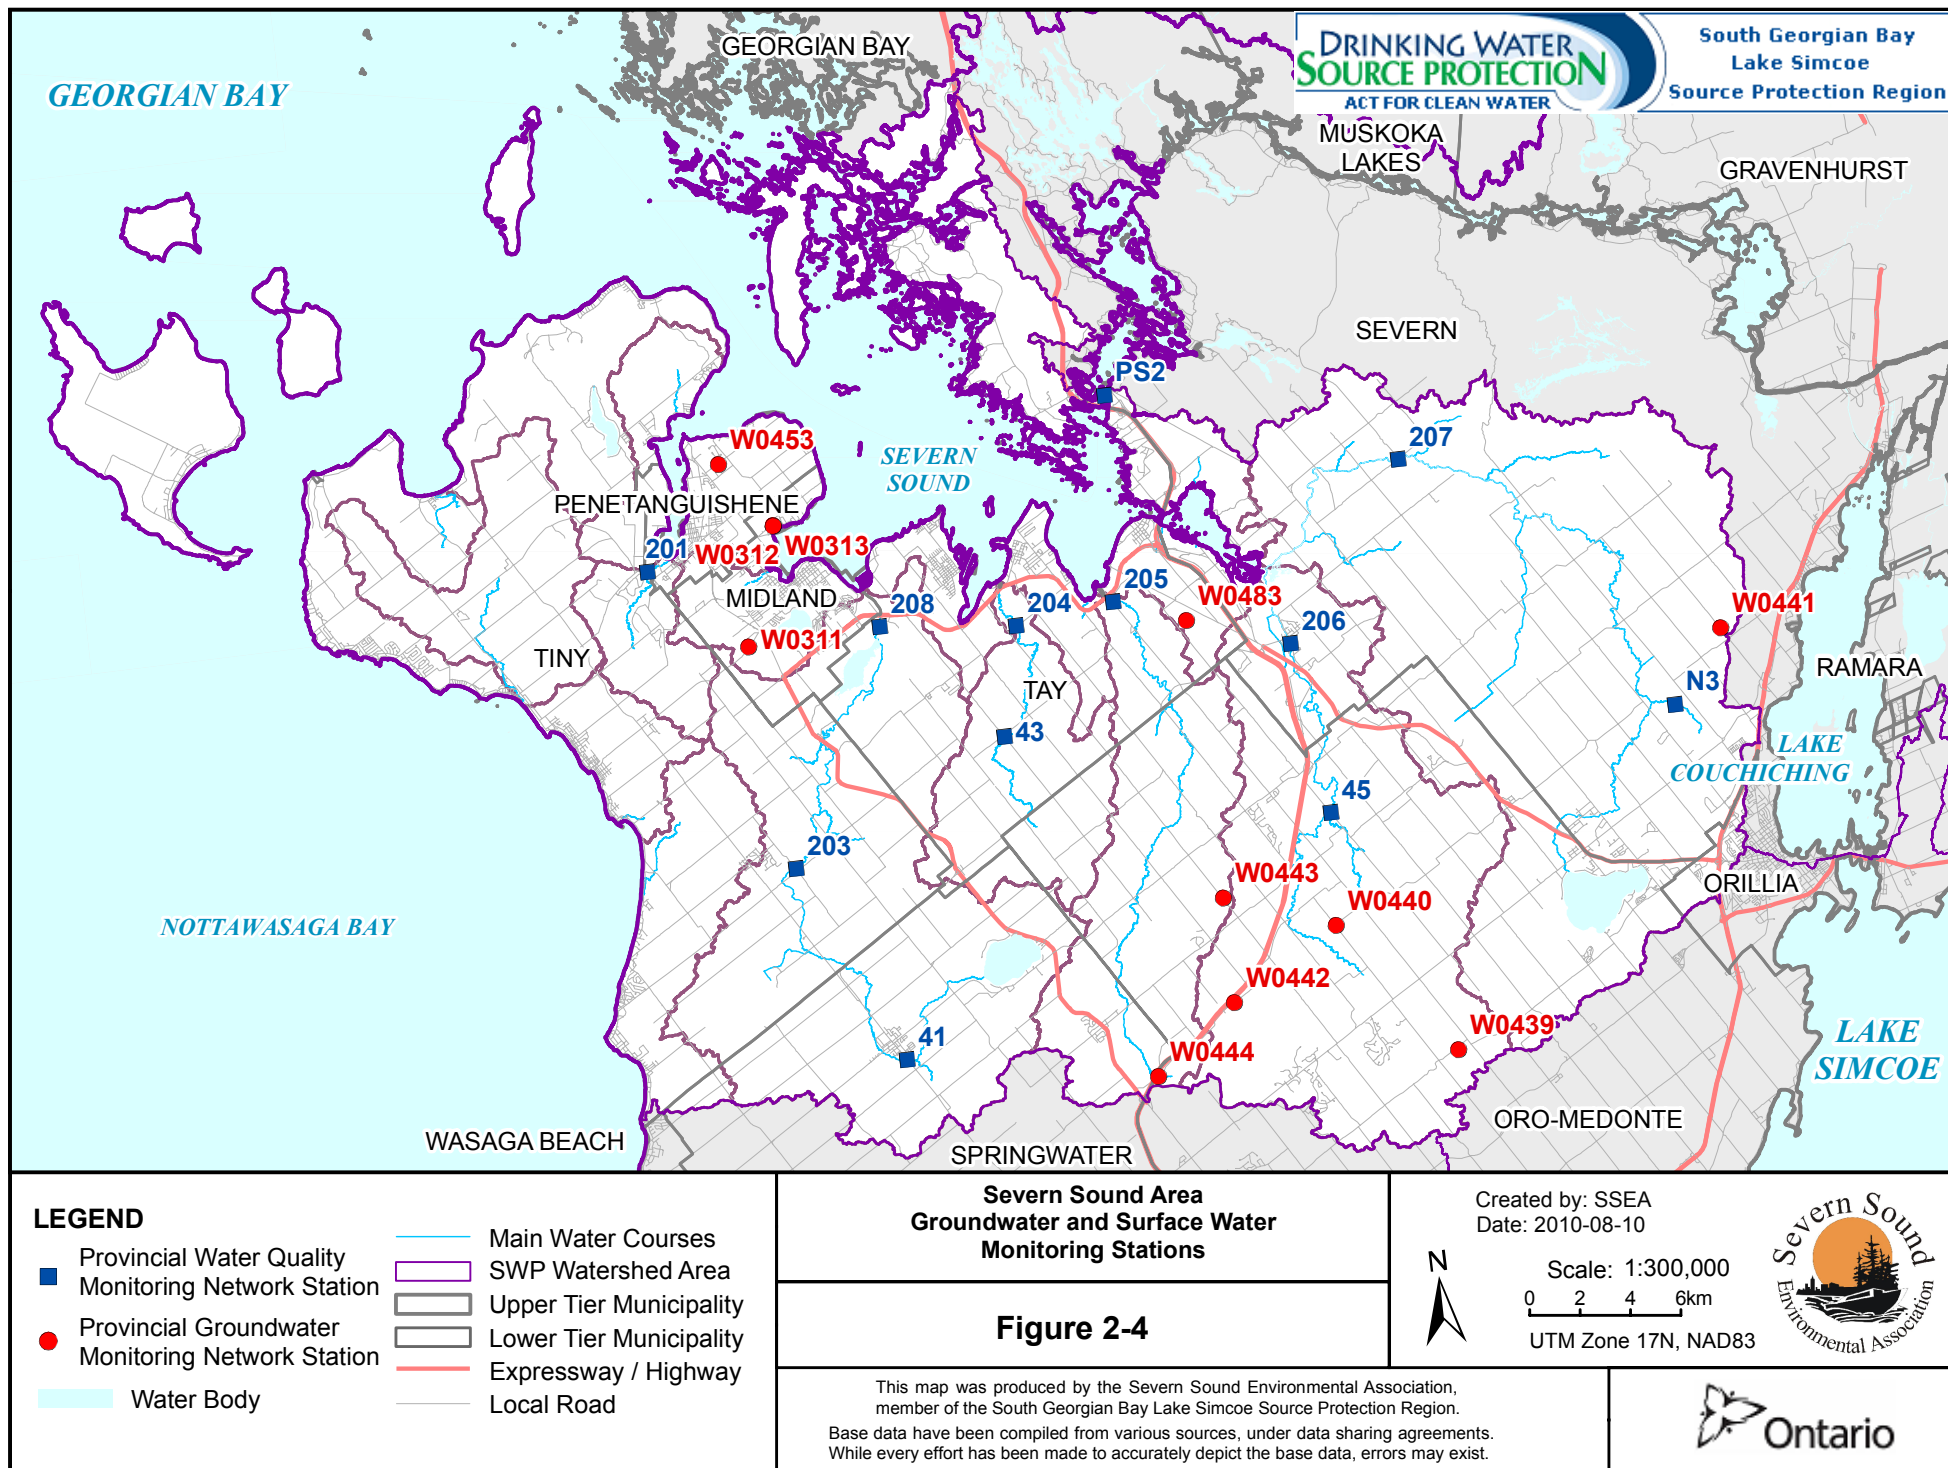 GEORGIAN BAY
GEORGIAN BAY
DRINKING WATER
SOURCE PROTECTION
ACT FOR CLEAN WATER
South Georgian Bay
Lake Simcoe
Source Protection Region
MUSKOKA
LAKES
GRAVENHURST
SEVERN
PS2
207
W0453
SEVERN
SOUND
PENETANGUISHENE
201
W0312
W0313
MIDLAND
208
204
205
W0483
206
W0441
W0311
TINY
TAY
RAMARA
N3
43
LAKE
COUCHICHING
45
203
W0443
W0440
ORILLIA
NOTTAWASAGA BAY
W0442
41
W0444
W0439
LAKE
SIMCOE
WASAGA BEACH
SPRINGWATER
ORO-MEDONTE
LEGEND
Provincial Water Quality
Monitoring Network Station
Provincial Groundwater
Monitoring Network Station
Water Body
Main Water Courses
SWP Watershed Area
Upper Tier Municipality
Lower Tier Municipality
Expressway / Highway
Local Road
Severn Sound Area
Groundwater and Surface Water
Monitoring Stations
Figure 2-4
Created by: SSEA
Date: 2010-08-10
N
Scale: 1:300,000
0 2 4 6km
UTM Zone 17N, NAD83
Severn Sound
Environmental Association
This map was produced by the Severn Sound Environmental Association,
member of the South Georgian Bay Lake Simcoe Source Protection Region.
Base data have been compiled from various sources, under data sharing agreements.
While every effort has been made to accurately depict the base data, errors may exist.
Ontario